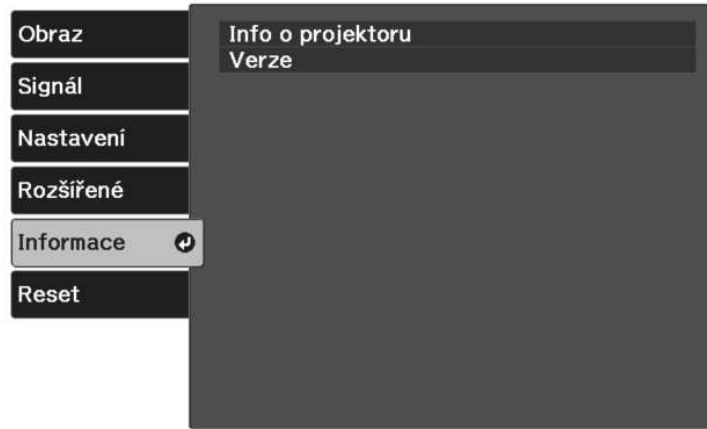 Obraz
Signál
Nastavení
Rozšířené
Informace
Reset
Info o projektoru
Verze